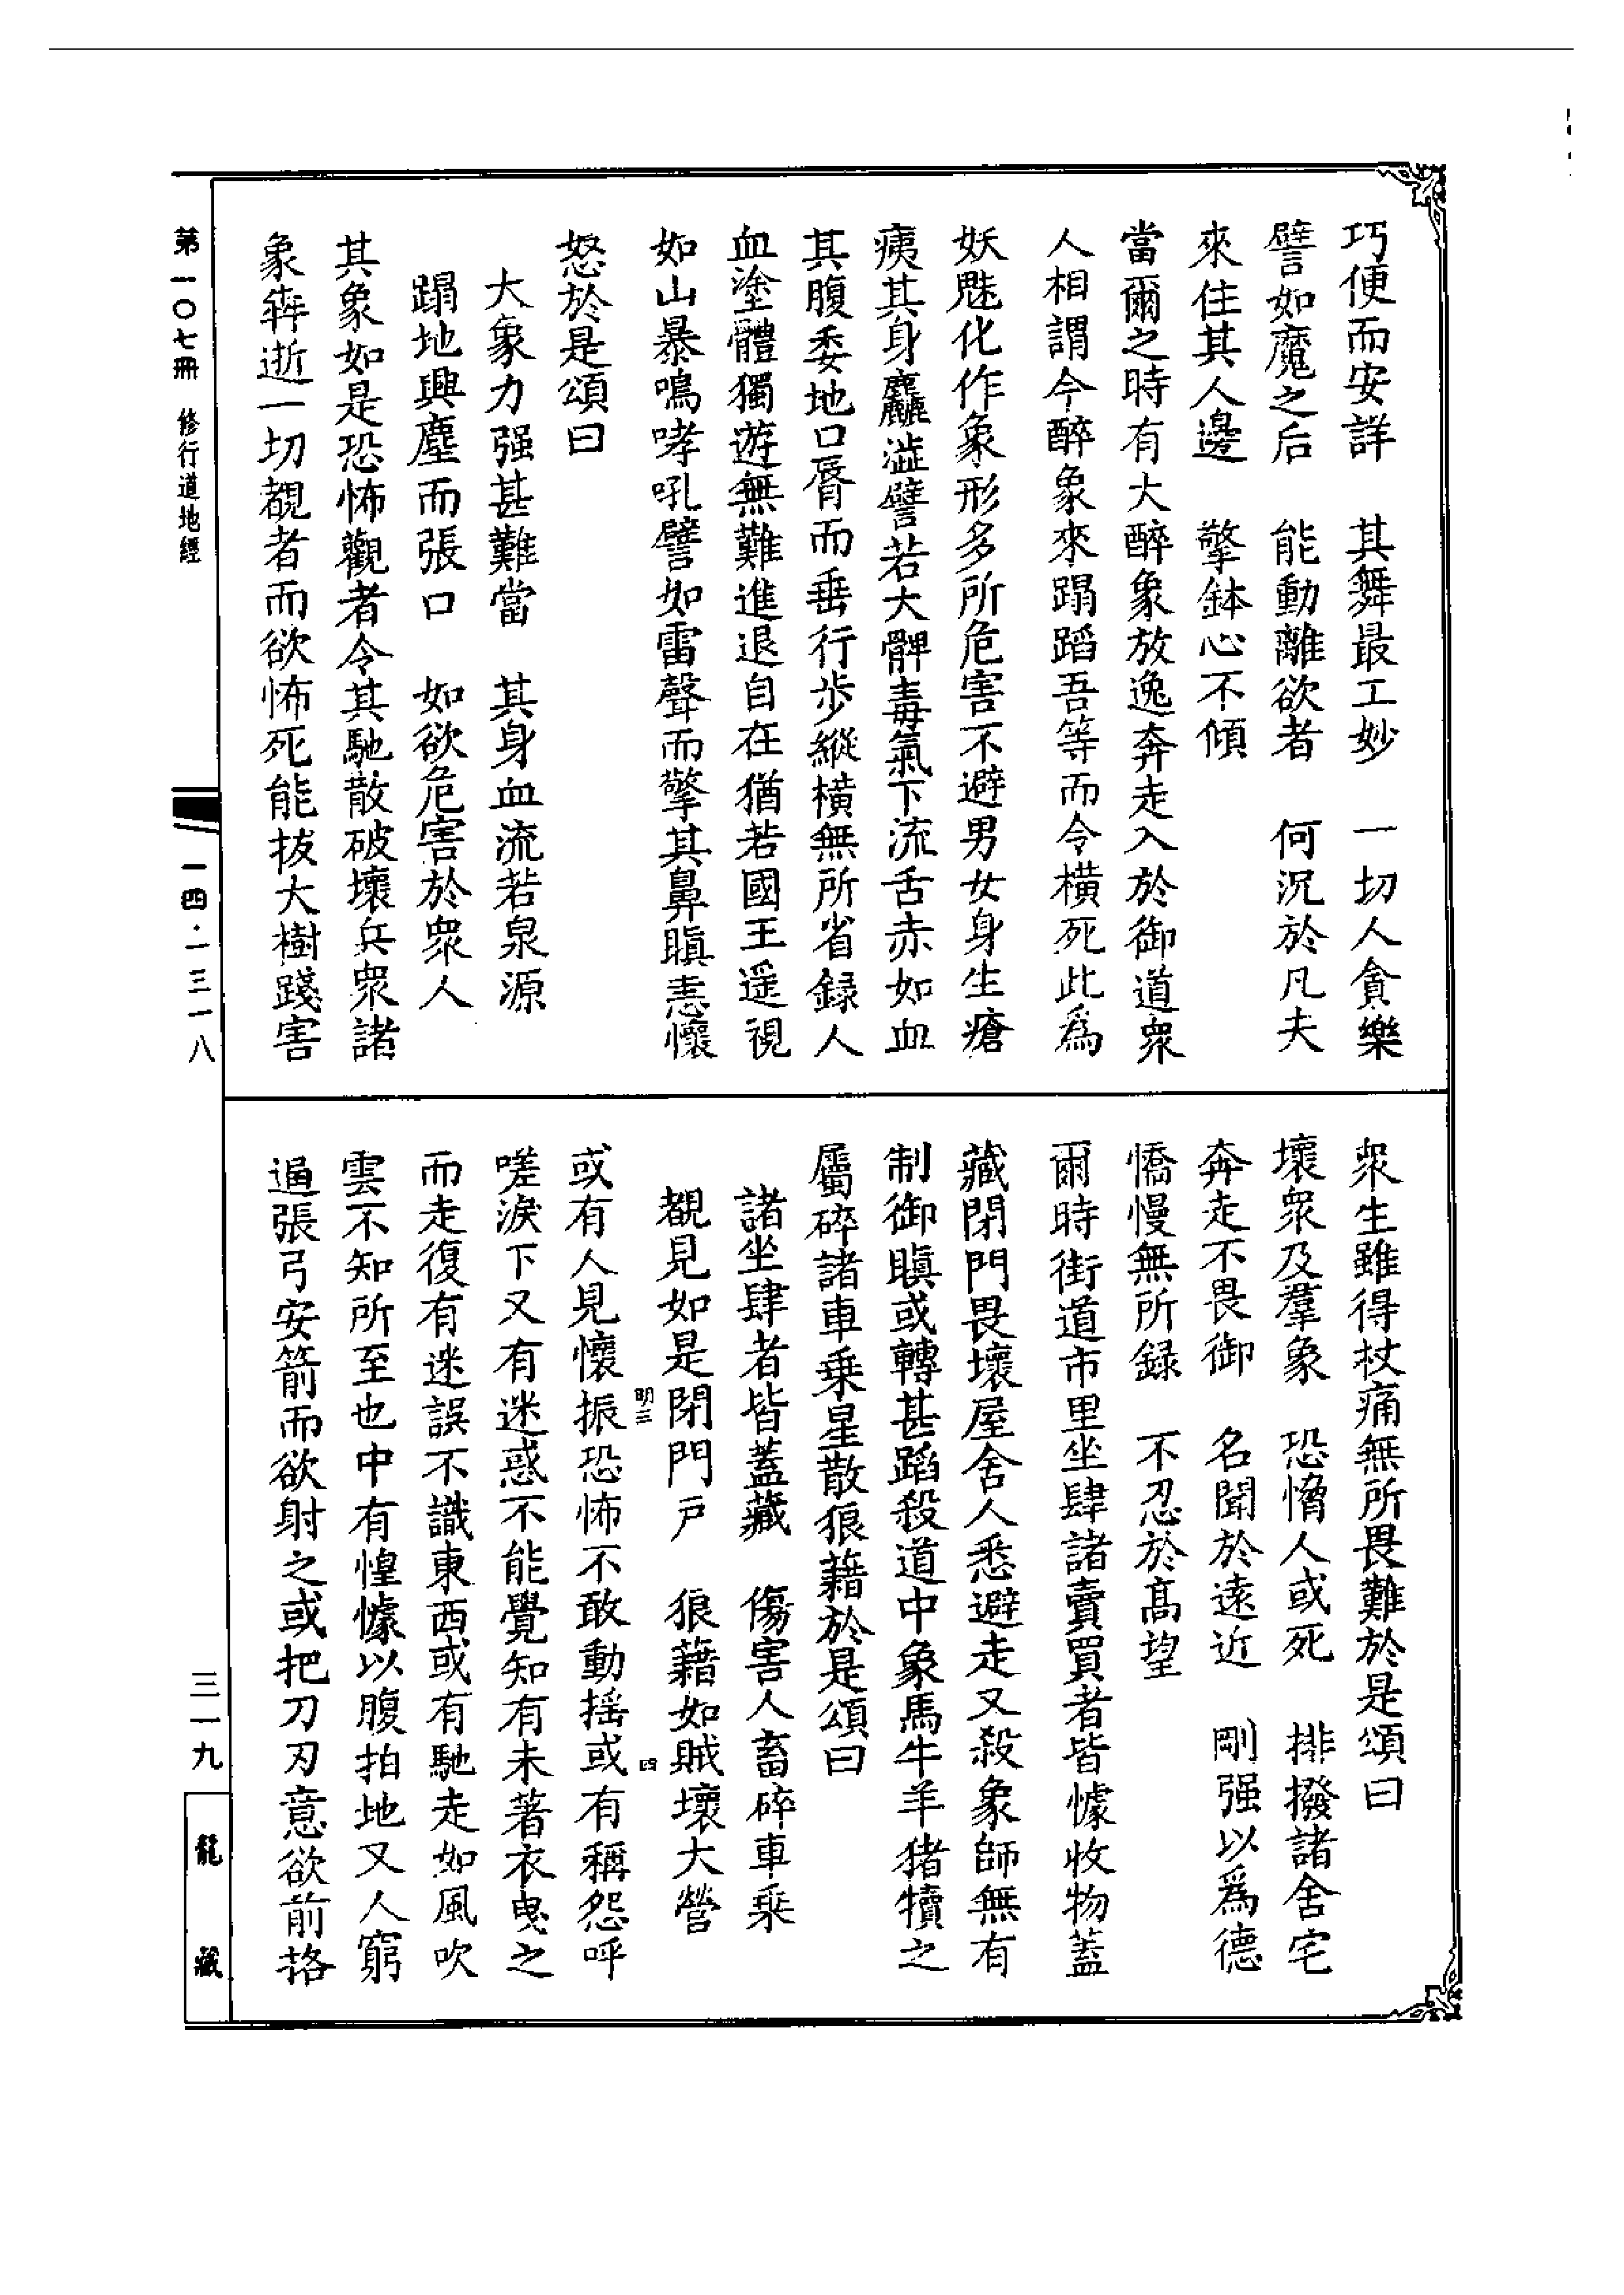 巧便而安詳　其舞最工妙　一切人貪樂
譬如魔之后　能動離欲者　何況於凡夫
來住其人邊　擎鉢心不傾
當爾之時有大醉象放逸奔走入於御道衆
人相謂今醉象來蹋蹈吾等而令橫死此爲
妖魅化作象形多所危害不避男女身生瘡
痍其身麤澁譬若大髀毒氣下流舌赤如血
其腹委地口脣而垂行步縱橫無所省録人
血塗體獨遊無難進退自在猶若國王遥視
如山暴鳴哮吼譬如雷聲而擎其鼻瞋恚懷
怒於是頌曰
大象力强甚難當　其身血流若泉源
蹋地興塵而張口　如欲危害於衆人
其象如是恐怖觀者令其馳散破壞兵衆諸
象犇逝一切覩者而欲怖死能拔大樹踐害
衆生雖得杖痛無所畏難於是頌曰
壞衆及羣象　恐㥘人或死　排撥諸舍宅
奔走不畏御　名聞於遠近　剛强以爲德
憍慢無所録　不忍於髙望
爾時街道市里坐肆諸賣買者皆懅收物蓋
藏閉門畏壞屋舍人悉避走又殺象師無有
制御瞋或轉甚蹈殺道中象馬牛羊猪犢之
屬碎諸車乗星散狼藉於是頌曰
諸坐肆者皆蓋藏　傷害人畜碎車乗
覩見如是閉門戸　狼藉如賊壞大營
明三　四
或有人見懷振恐怖不敢動摇或有稱怨呼
嗟淚下又有迷惑不能覺知有未著衣曳之
而走復有迷誤不識東西或有馳走如風吹
雲不知所至也中有惶懅以腹拍地又人窮
逼張弓安箭而欲射之或把刀刃意欲前挌
第一〇七冊　修行道地經
一四·一三一八
三一九
龍藏